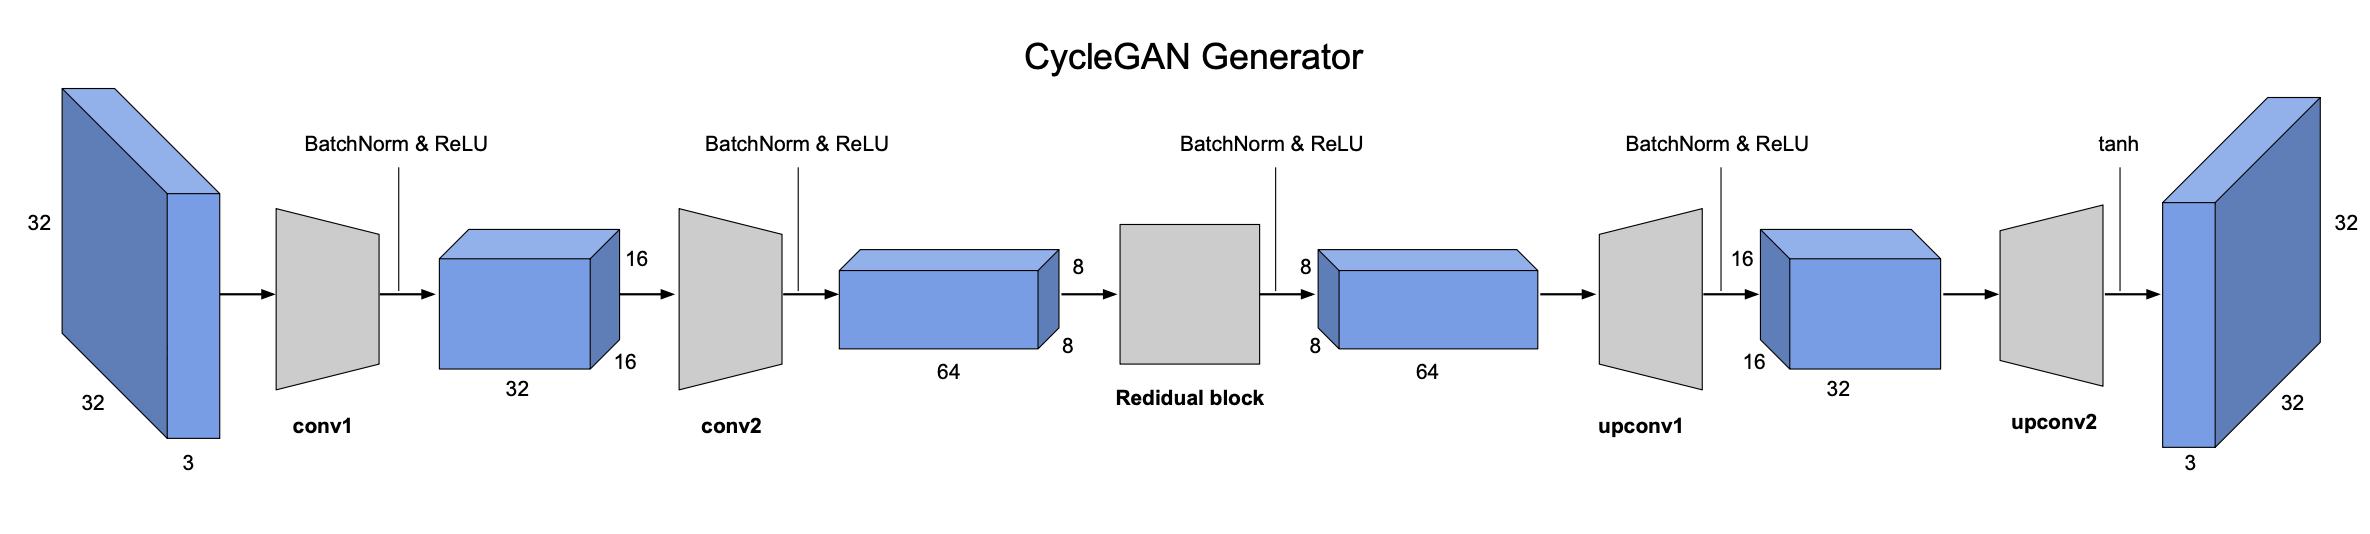 CycleGAN Generator
BatchNorm & ReLU
BatchNorm & ReLU
BatchNorm & ReLU
BatchNorm & ReLU
tanh
32
32
3
conv1
16
16
32
conv2
8
8
64
Redidual block
8
8
64
upconv1
16
16
32
upconv2
32
32
3